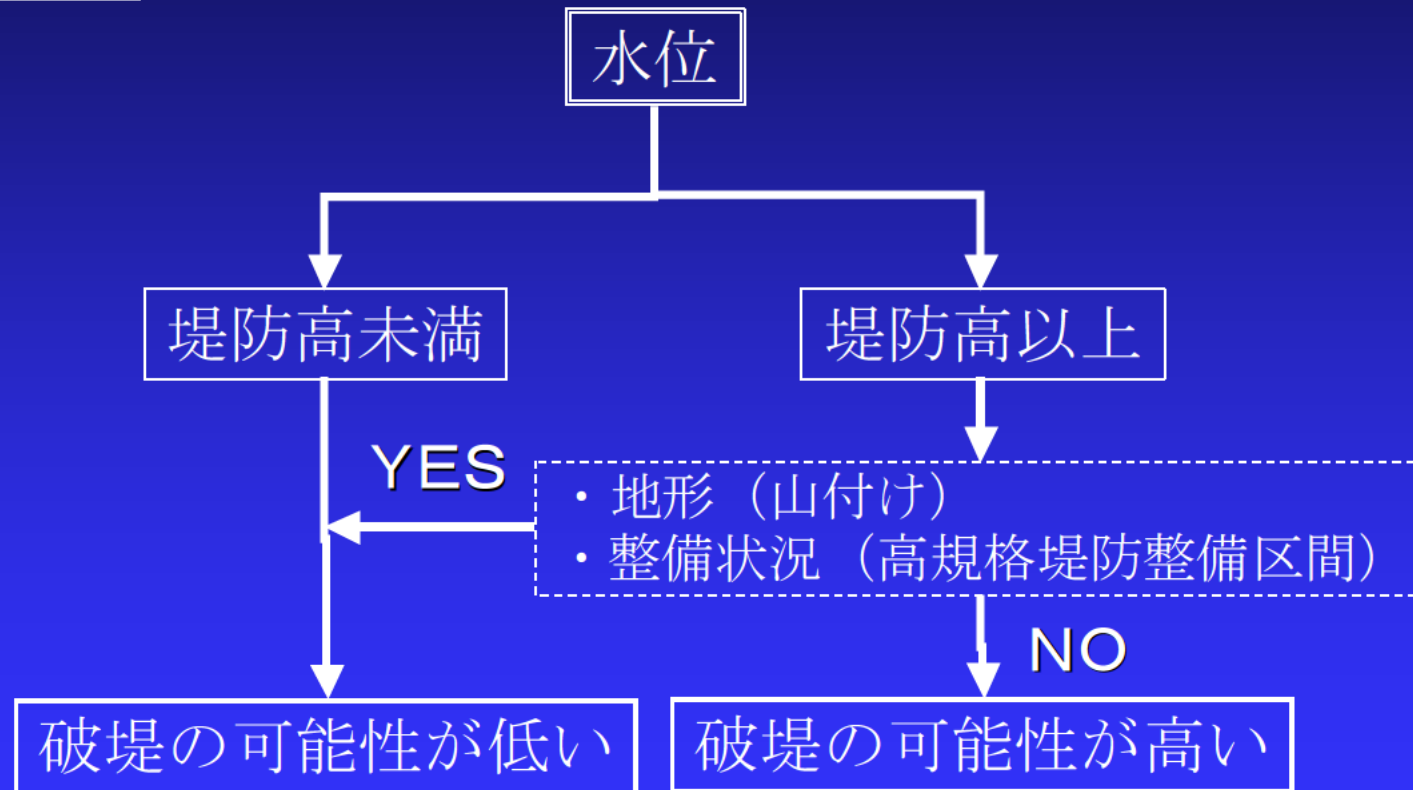 水位
堤防高未満
堤防高以上
YES
・地形（山付け）
・整備状況（高規格堤防整備区間）
NO
破堤の可能性が低い
破堤の可能性が高い